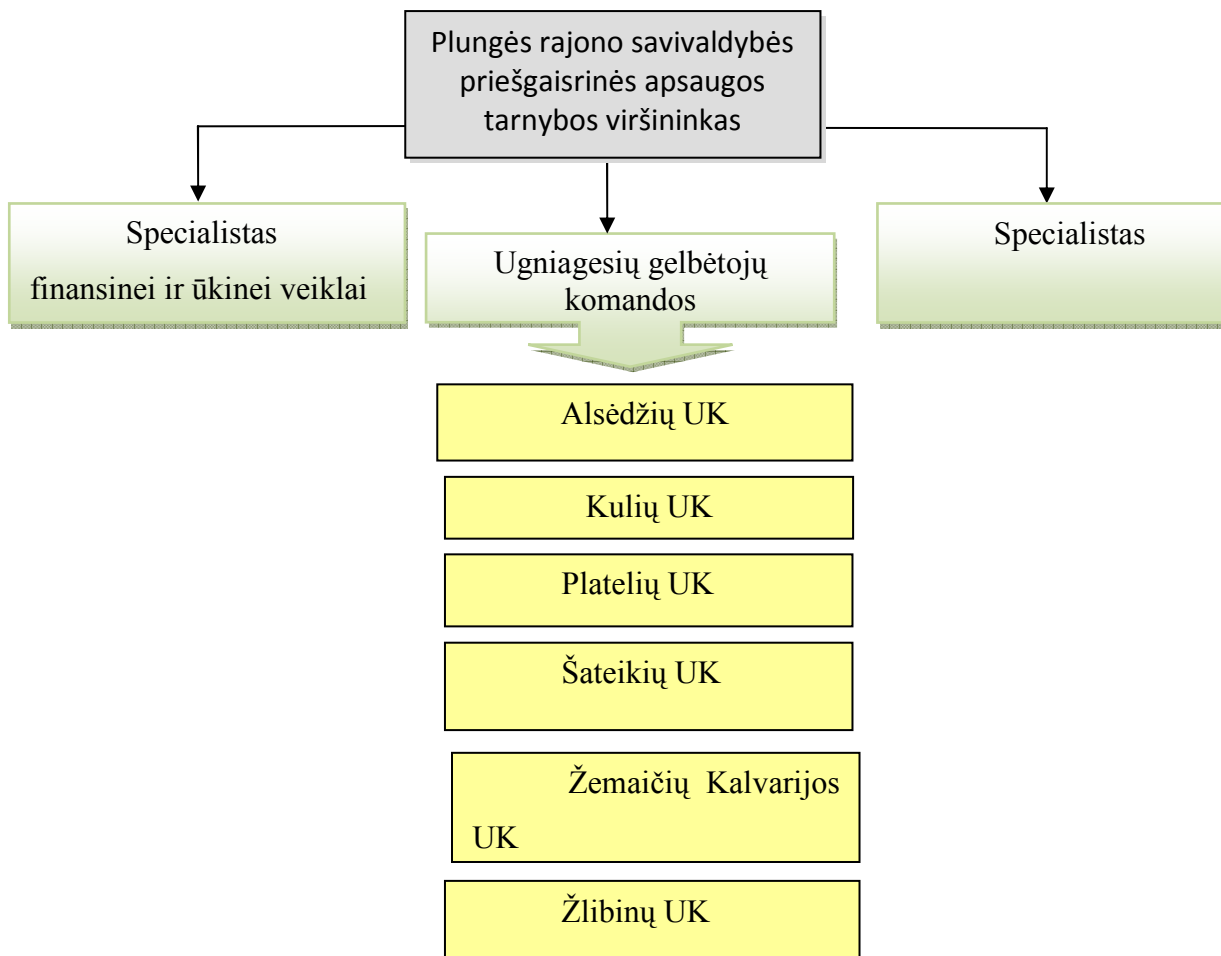 Plungės rajono savivaldybės
priešgaisrinės apsaugos
tarnybos viršininkas
Specialistas
finansinei ir ūkinei veiklai
Ugniagesių gelbėtojų
komandos
Specialistas
Alsėdžių UK
Kulių UK
Platelių UK
Šateikių UK
Žemaičių Kalvarijos
UK
Žlibinų UK